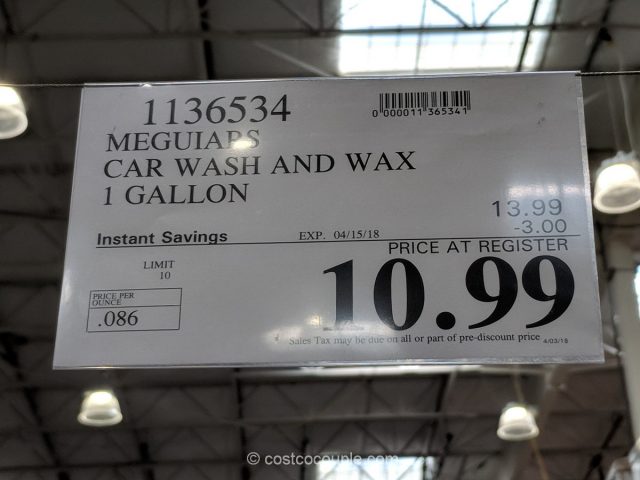 1136534
0 000011 365341
MEGUIARS
CAR WASH AND WAX
1 GALLON
13.99
-3.00
Instant Savings
EXP. 04/15/18
PRICE AT REGISTER
LIMIT
10
10.99
PRICE PER
OUNCE
.086
Sales Tax may be due on all or part of pre-discount price 4/03/18
© costcocouple.com